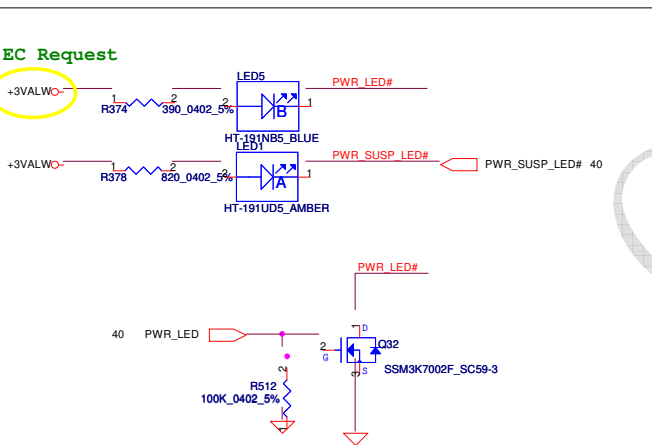 EC Request
+3VALW
1
2
R374
390_0402_5%
LED5
2
1
B
PWR_LED#
HT-191NB5_BLUE
+3VALW
1
2
R378
820_0402_5%
LED1
2
1
A
PWR_SUSP_LED#
PWR_SUSP_LED# 40
HT-191UD5_AMBER
PWR_LED#
40 PWR_LED
2
G
1
D
3
S
Q32
SSM3K7002F_SC59-3
2
R512
100K_0402_5%
1